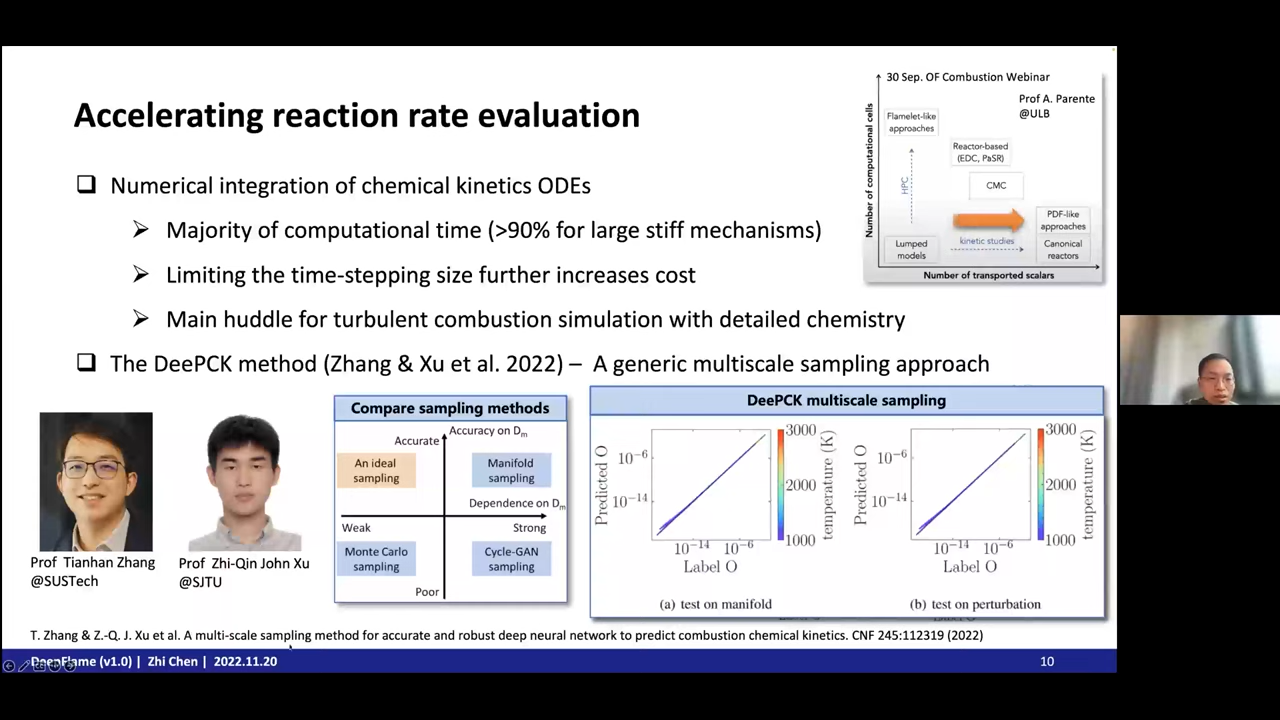 Accelerating reaction rate evaluation
Numerical integration of chemical kinetics ODEs
Majority of computational time (>90% for large stiff mechanisms)
Limiting the time-stepping size further increases cost
Main huddle for turbulent combustion simulation with detailed chemistry
The DeePCK method (Zhang & Xu et al. 2022) – A generic multiscale sampling approach
30 Sep. OF Combustion Webinar
Prof A. Parente
@ULB
Number of computational cells
Flamelet-like
approaches
Reactor-based
(EDC, PaSR)
CMC
HPC
PDF-like
approaches
kinetic studies
Lumped
models
Canonical
reactors
Number of transported scalars
Prof Tianhan Zhang
@SUSTech
Prof Zhi-Qin John Xu
@SJTU
Compare sampling methods
Accuracy on Dm
Accurate
An ideal
sampling
Manifold
sampling
Dependence on Dm
Weak
Strong
Monte Carlo
sampling
Cycle-GAN
sampling
Poor
DeePCK multiscale sampling
Predicted O
10⁻⁶
10⁻¹⁴
10⁻¹⁴ 10⁻⁶
Label O
3000
2000
1000
temperature (K)
(a) test on manifold
Predicted O
10⁻⁶
10⁻¹⁴
10⁻¹⁴ 10⁻⁶
Label O
3000
2000
1000
temperature (K)
(b) test on perturbation
T. Zhang & Z.-Q. J. Xu et al. A multi-scale sampling method for accurate and robust deep neural network to predict combustion chemical kinetics. CNF 245:112319 (2022)
DeepFlame (v1.0) | Zhi Chen | 2022.11.20
10